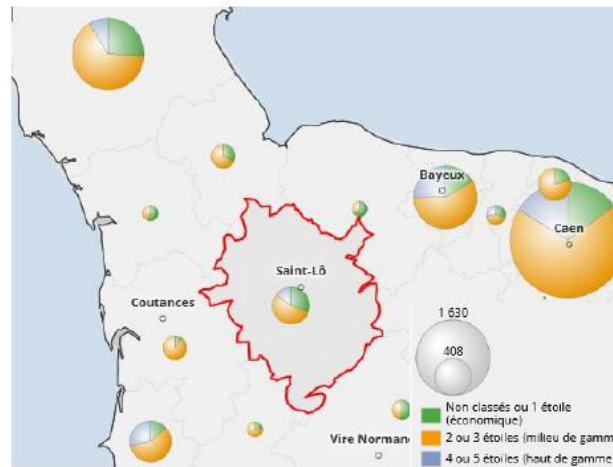 Bayeux
Caen
Saint-Lô
Coutances
1 630
408
Non classés ou 1 étoile
(économique)
2 ou 3 étoiles (milieu de gamm
4 ou 5 étoiles (haut de gamme
Vire Norman